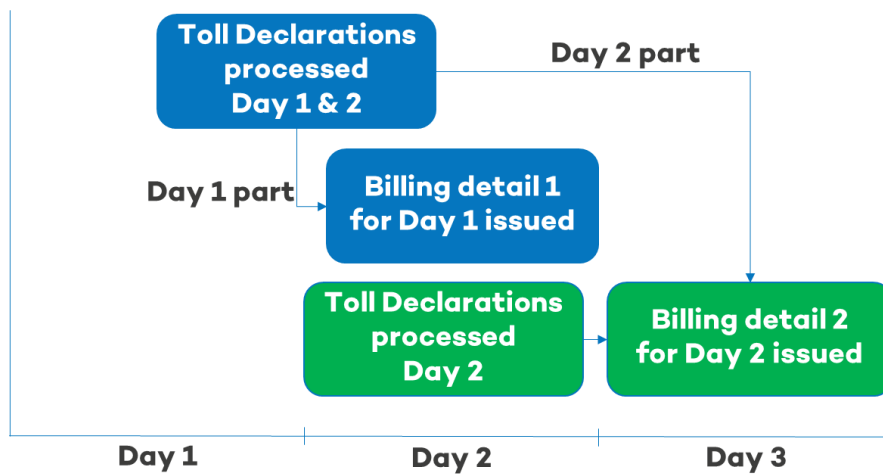 Toll Declarations
processed
Day 1 & 2
Day 2 part
Day 1 part
Billing detail 1
for Day 1 issued
Toll Declarations
processed
Day 2
Billing detail 2
for Day 2 issued
Day 1
Day 2
Day 3